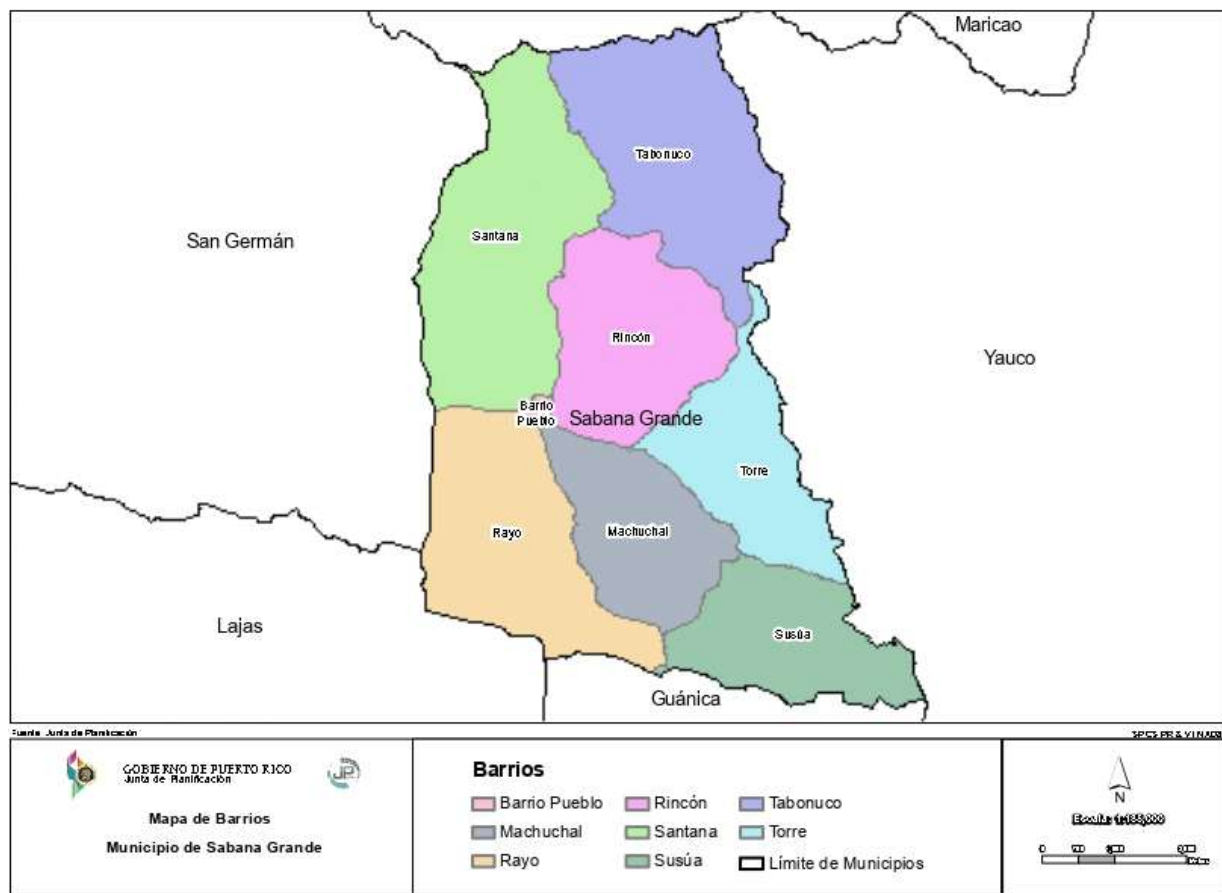 Maricao
Tabonuco
San Germán
Santana
Rincón
Yauco
Barrio
Pueblo
Sabana Grande
Torre
Rayo
Machuchal
Lajas
Susúa
Guánica
Fuente: Junta de Planificación
GOBIERNO DE PUERTO RICO
Junta de Planificación
JP
Mapa de Barrios
Municipio de Sabana Grande
Barrios
Barrio Pueblo
Rincón
Tabonuco
Machuchal
Santana
Torre
Rayo
Susúa
Límite de Municipios
N